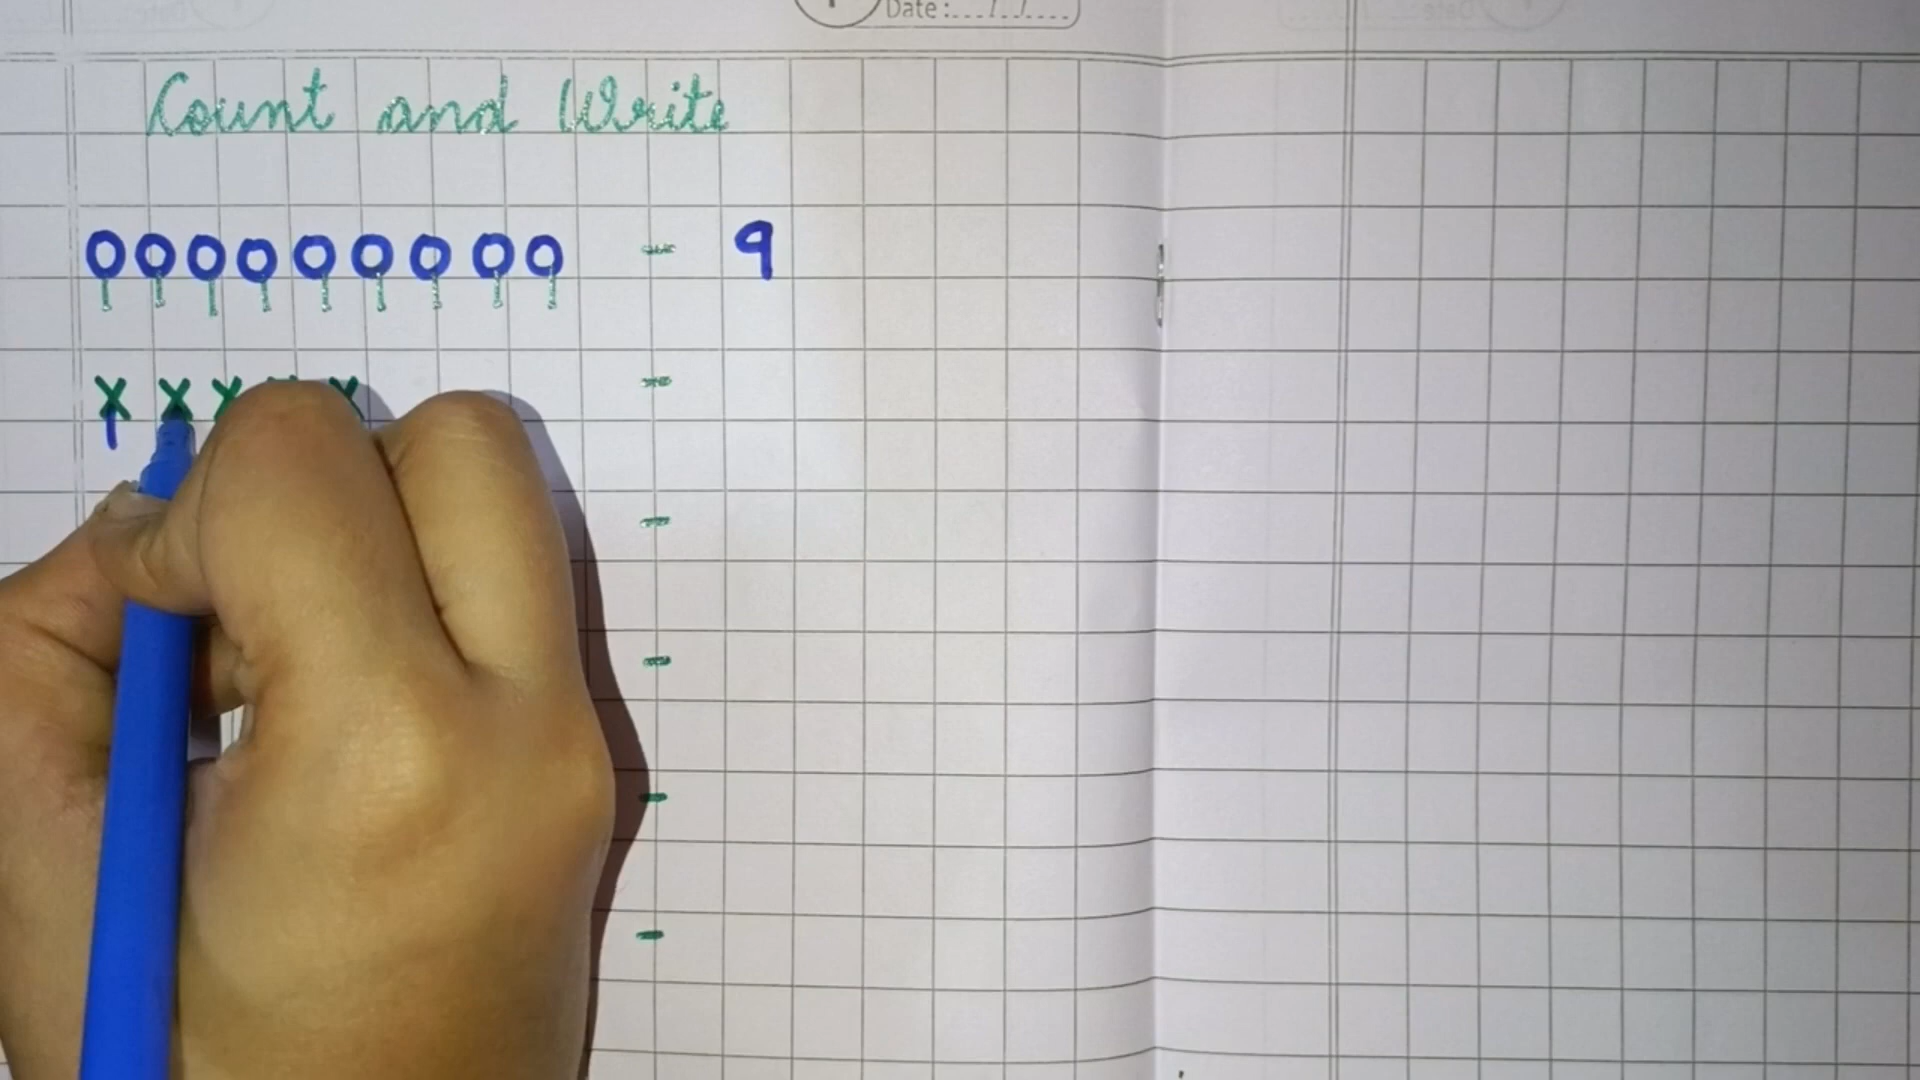 Date : .../.../....
Count and Write
O O O O O O O O O - 9
X X X X X -
-
-
-
-